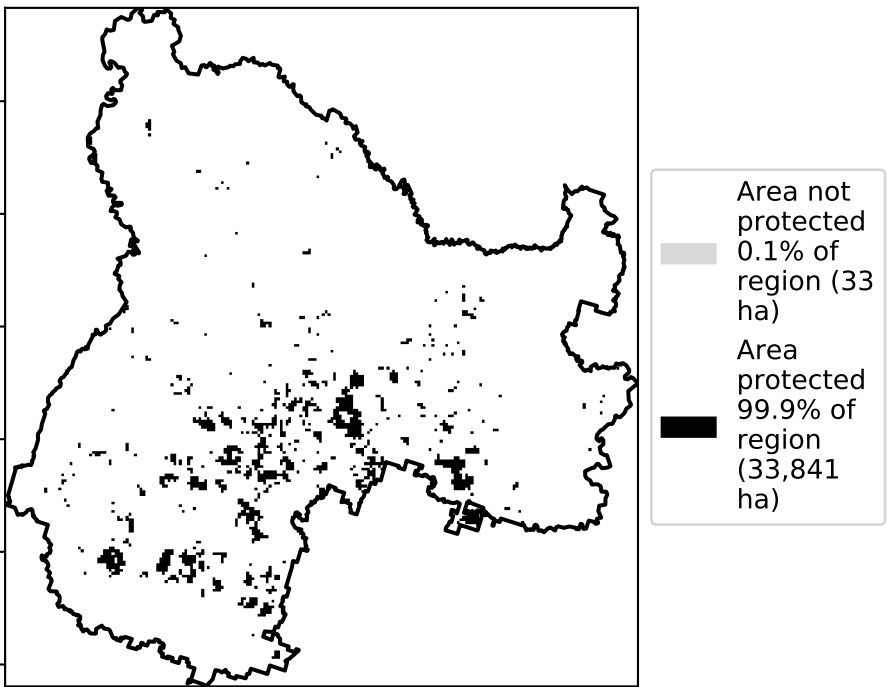 Area not
protected
0.1% of
region (33
ha)
Area
protected
99.9% of
region
(33,841
ha)